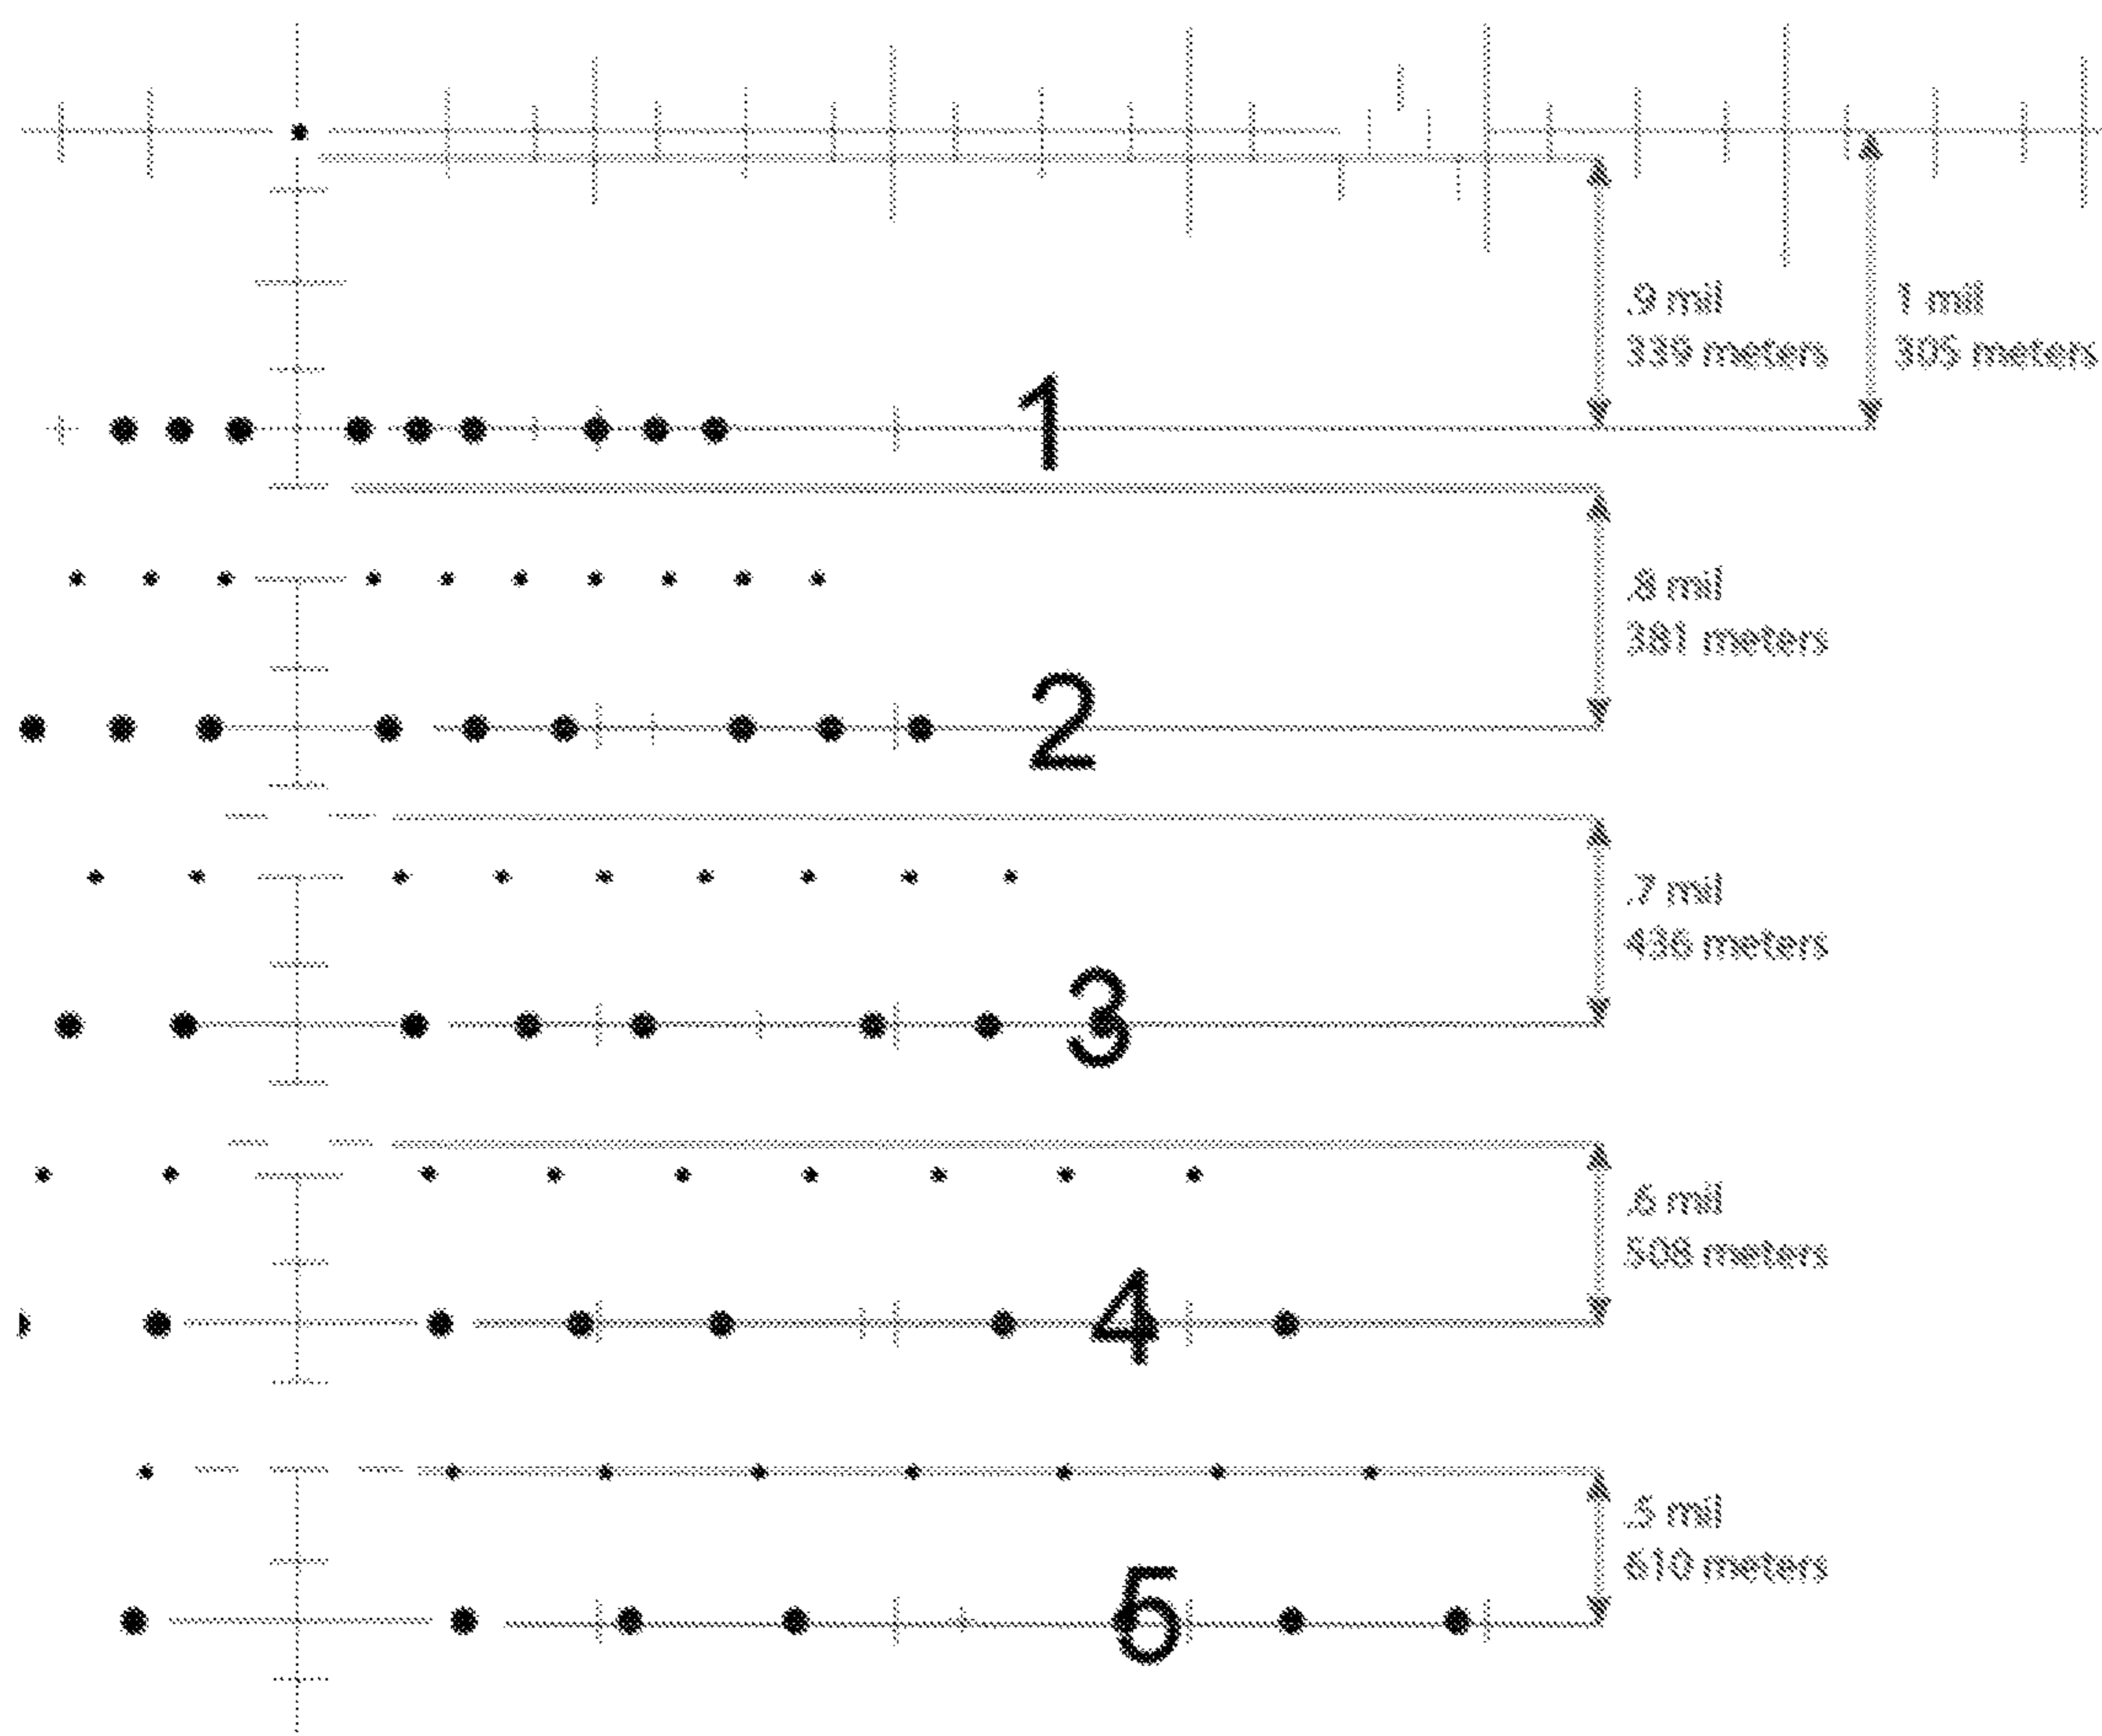 .9 mil
339 meters
1 mil
305 meters
1
.8 mil
381 meters
2
.7 mil
436 meters
3
.6 mil
508 meters
4
.5 mil
610 meters
5